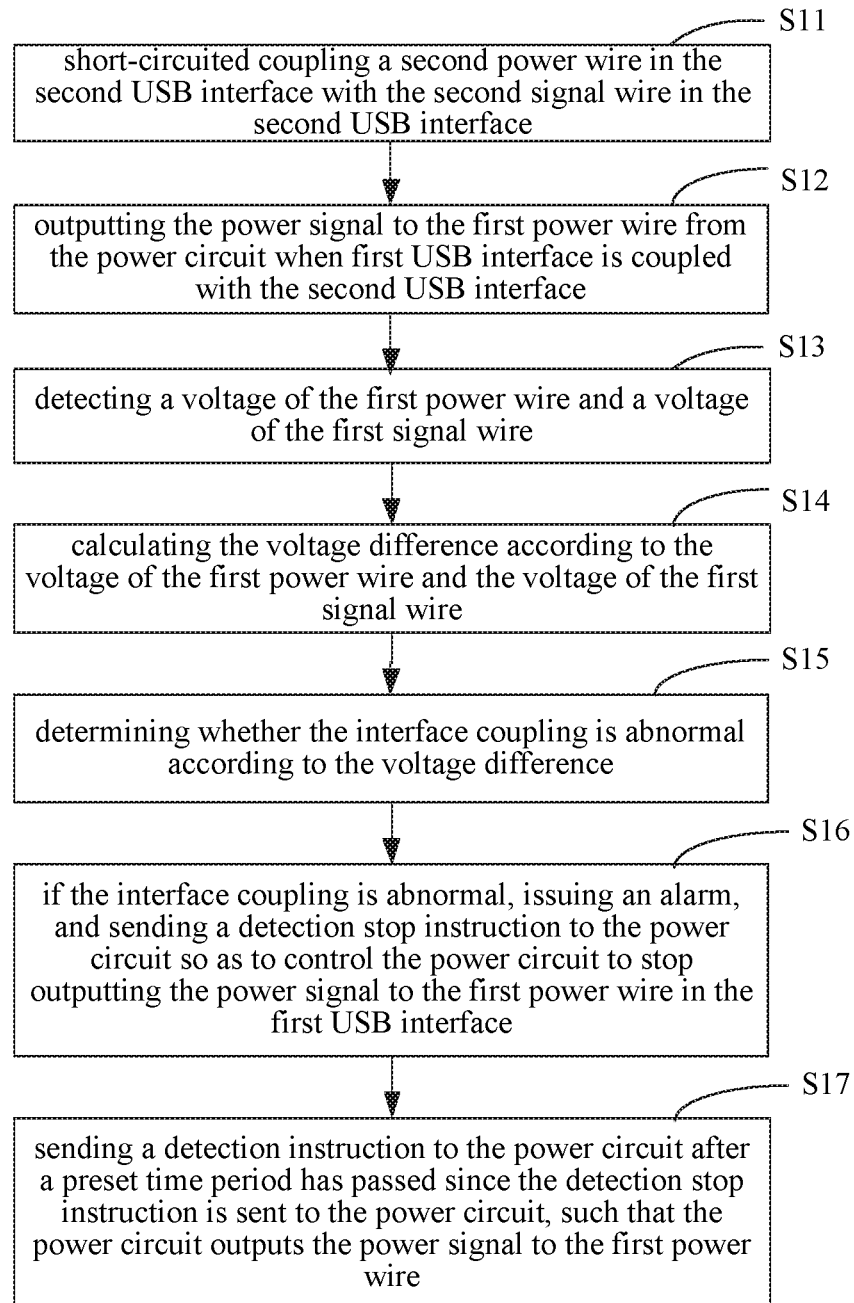 S11
short-circuited coupling a second power wire in the
second USB interface with the second signal wire in the
second USB interface
S12
outputting the power signal to the first power wire from
the power circuit when first USB interface is coupled
with the second USB interface
S13
detecting a voltage of the first power wire and a voltage
of the first signal wire
S14
calculating the voltage difference according to the
voltage of the first power wire and the voltage of the first
signal wire
S15
determining whether the interface coupling is abnormal
according to the voltage difference
S16
if the interface coupling is abnormal, issuing an alarm,
and sending a detection stop instruction to the power
circuit so as to control the power circuit to stop
outputting the power signal to the first power wire in the
first USB interface
S17
sending a detection instruction to the power circuit after
a preset time period has passed since the detection stop
instruction is sent to the power circuit, such that the
power circuit outputs the power signal to the first power
wire